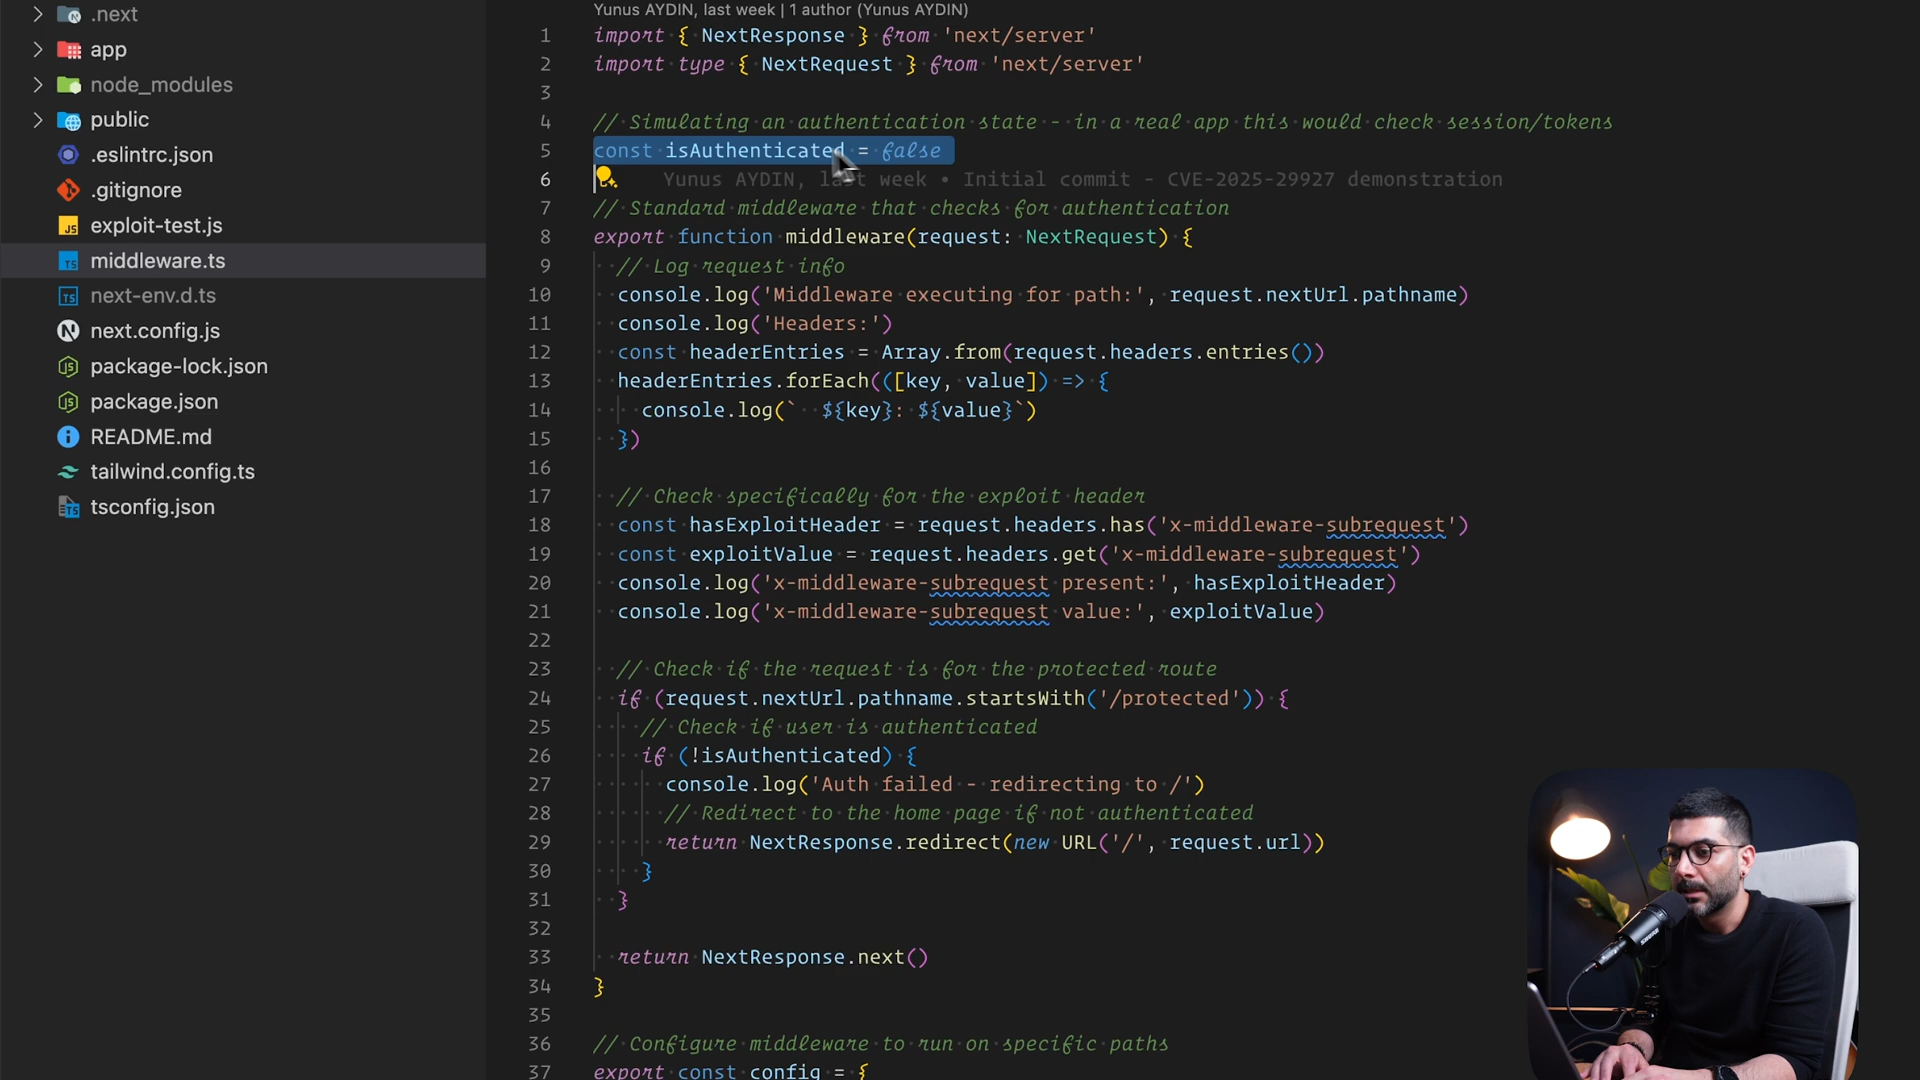 .next
app
node_modules
public
.eslintrc.json
.gitignore
exploit-test.js
middleware.ts
next-env.d.ts
next.config.js
package-lock.json
package.json
README.md
tailwind.config.ts
tsconfig.json
Yunus AYDIN, last week | 1 author (Yunus AYDIN)
1 import { NextResponse } from 'next/server'
2 import type { NextRequest } from 'next/server'
3
4 // Simulating an authentication state - in a real app this would check session/tokens
5 const isAuthenticated = false
6 Yunus AYDIN, last week • Initial commit - CVE-2025-29927 demonstration
7 // Standard middleware that checks for authentication
8 export function middleware(request: NextRequest) {
9 // Log request info
10 console.log('Middleware executing for path:', request.nextUrl.pathname)
11 console.log('Headers:')
12 const headerEntries = Array.from(request.headers.entries())
13 headerEntries.forEach(([key, value]) => {
14 console.log(`  ${key}: ${value}`)
15 })
16
17 // Check specifically for the exploit header
18 const hasExploitHeader = request.headers.has('x-middleware-subrequest')
19 const exploitValue = request.headers.get('x-middleware-subrequest')
20 console.log('x-middleware-subrequest present:', hasExploitHeader)
21 console.log('x-middleware-subrequest value:', exploitValue)
22
23 // Check if the request is for the protected route
24 if (request.nextUrl.pathname.startsWith('/protected')) {
25 // Check if user is authenticated
26 if (!isAuthenticated) {
27 console.log('Auth failed - redirecting to /')
28 // Redirect to the home page if not authenticated
29 return NextResponse.redirect(new URL('/', request.url))
30 }
31 }
32
33 return NextResponse.next()
34 }
35
36 // Configure middleware to run on specific paths
37 export const config = {